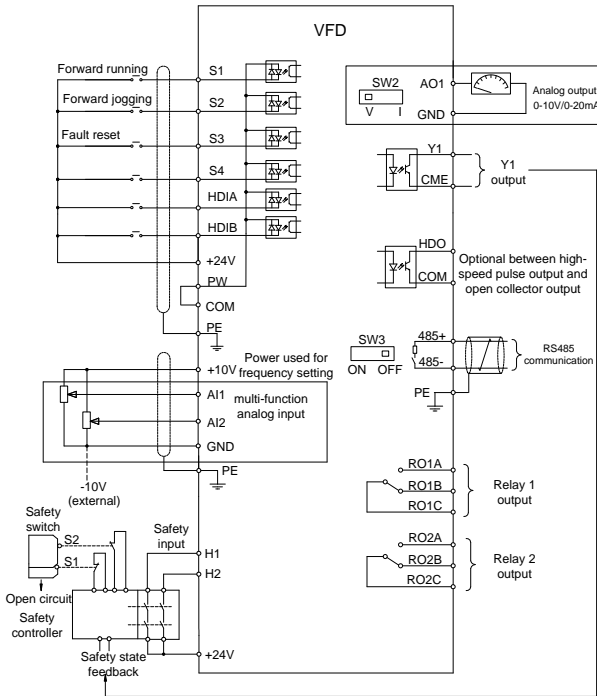 VFD
Forward running
S1
Forward jogging
S2
Fault reset
S3
S4
HDIA
HDIB
+24V
PW
COM
PE
SW2
V I
AO1
GND
Analog output
0-10V/0-20mA
Y1
CME
Y1
output
HDO
COM
Optional between high-
speed pulse output and
open collector output
SW3
ON OFF
485+
485-
PE
RS485
communication
+10V
Power used for
frequency setting
AI1
AI2
GND
multi-function
analog input
PE
-10V
(external)
RO1A
RO1B
RO1C
Relay 1
output
RO2A
RO2B
RO2C
Relay 2
output
Safety
switch
S2
S1
Open circuit
Safety
controller
Safety
input
H1
H2
+24V
Safety state
feedback